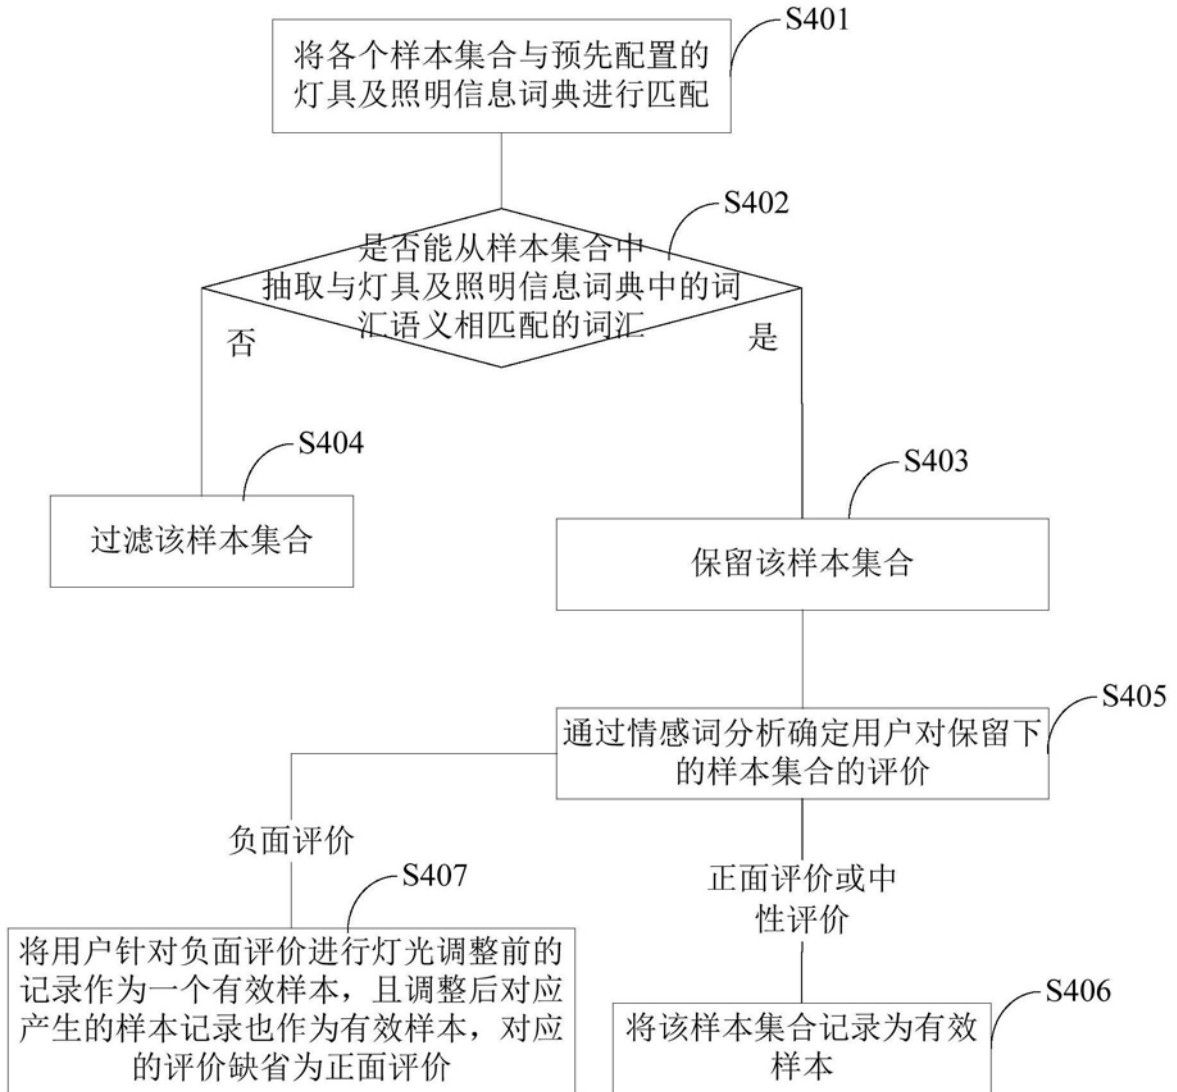 S401
将各个样本集合与预先配置的
灯具及照明信息词典进行匹配
S402
是否能从样本集合中
抽取与灯具及照明信息词典中的词
汇语义相匹配的词汇
否
是
S404
过滤该样本集合
S403
保留该样本集合
S405
通过情感词分析确定用户对保留下
的样本集合的评价
负面评价
S407
将用户针对负面评价进行灯光调整前的
记录作为一个有效样本，且调整后对应
产生的样本记录也作为有效样本，对应
的评价缺省为正面评价
正面评价或中
性评价
S406
将该样本集合记录为有效
样本